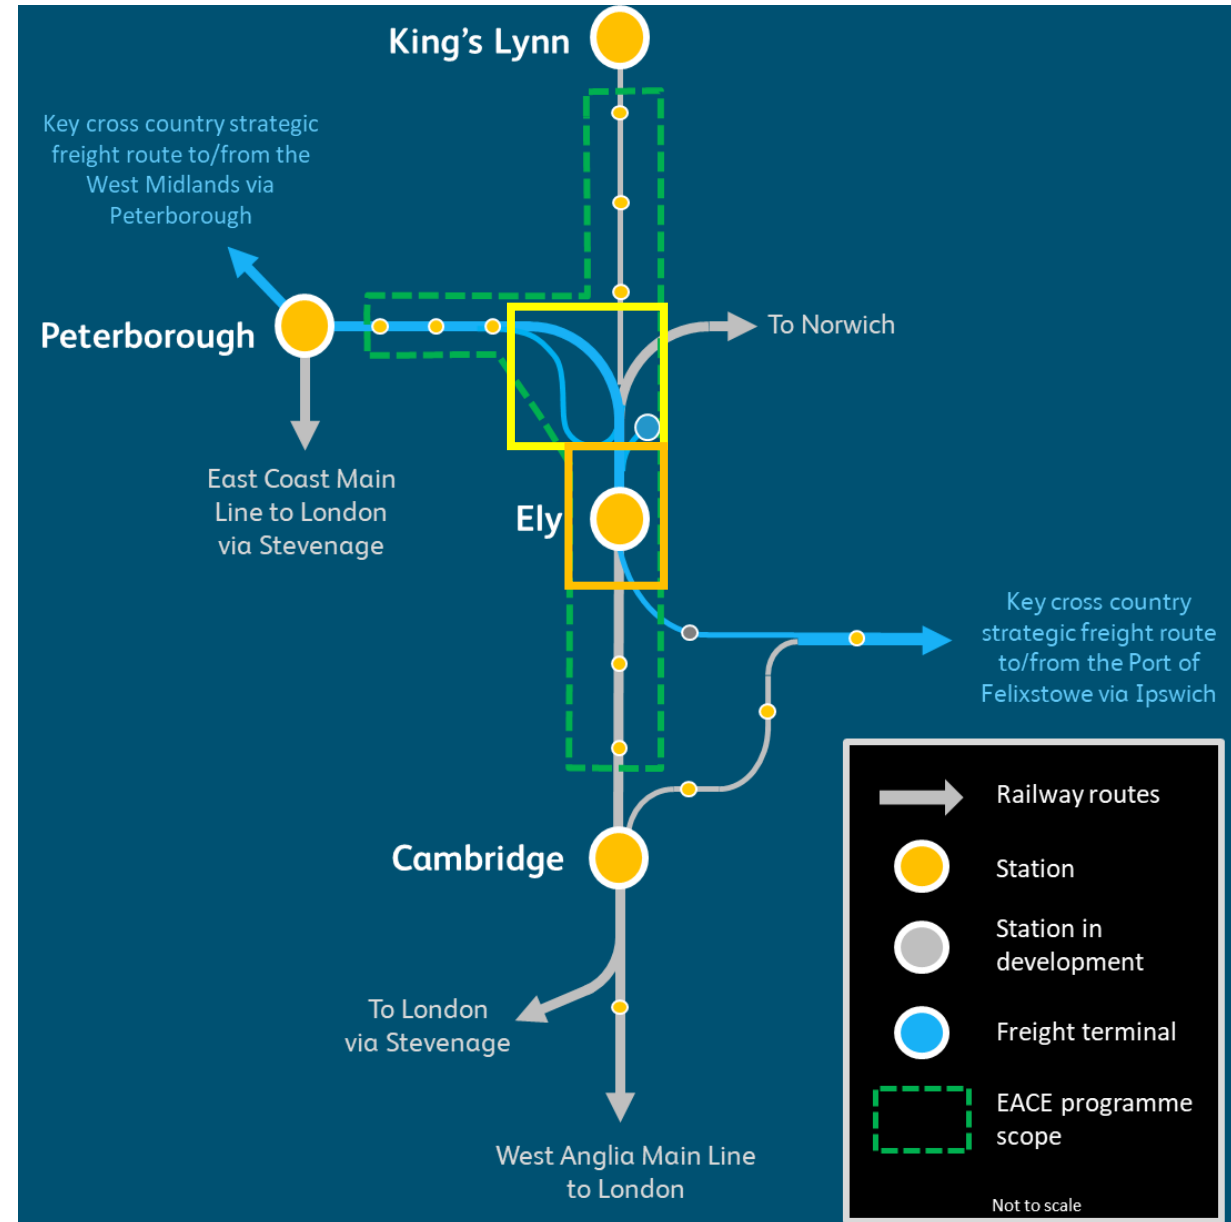 King's Lynn
Key cross country strategic
freight route to/from the
West Midlands via
Peterborough
Peterborough
To Norwich
East Coast Main
Line to London
via Stevenage
Ely
Key cross country
strategic freight route
to/from the Port of
Felixstowe via Ipswich
Cambridge
To London
via Stevenage
West Anglia Main Line
to London
Railway routes
Station
Station in
development
Freight terminal
EACE programme
scope
Not to scale